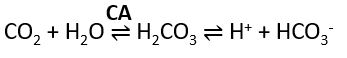 CA
CO₂ + H₂O ⇌ H₂CO₃ ⇌ H⁺ + HCO₃⁻